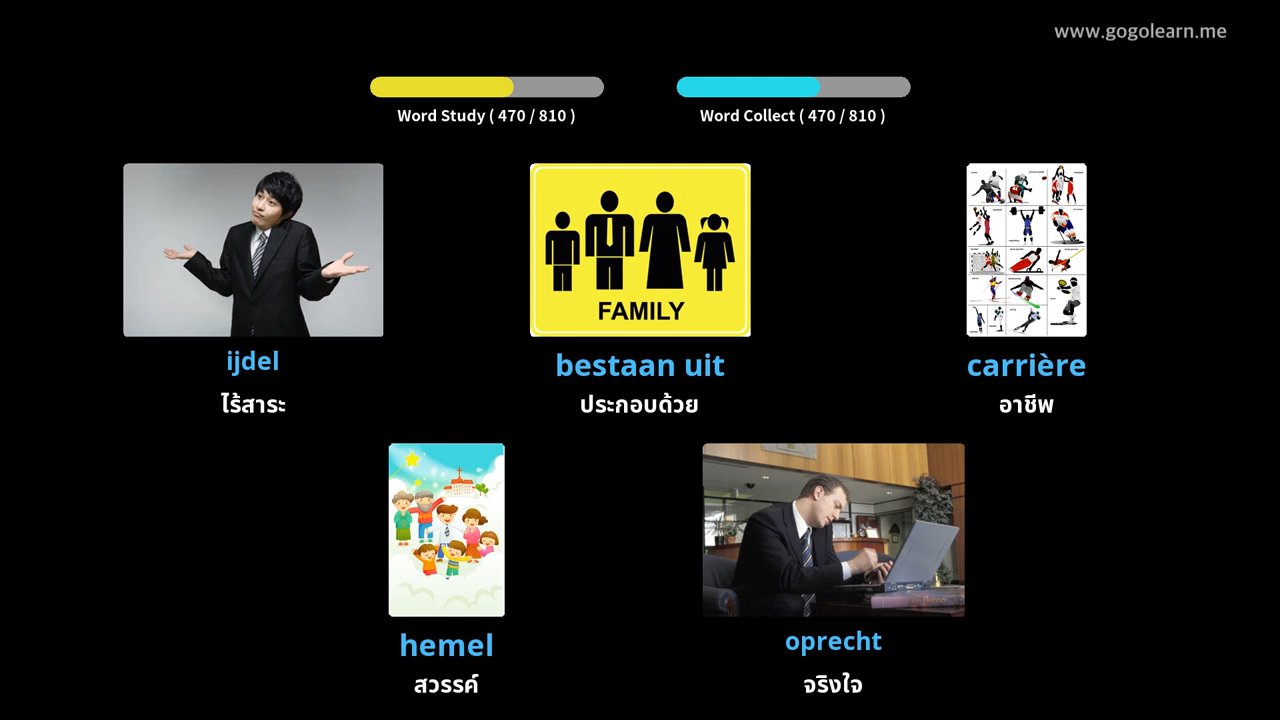 www.gogolearn.me
Word Study ( 470 / 810 )
Word Collect ( 470 / 810 )
FAMILY
ijdel
ไร้สาระ
bestaan uit
ประกอบด้วย
carrière
อาชีพ
hemel
สวรรค์
oprecht
จริงใจ